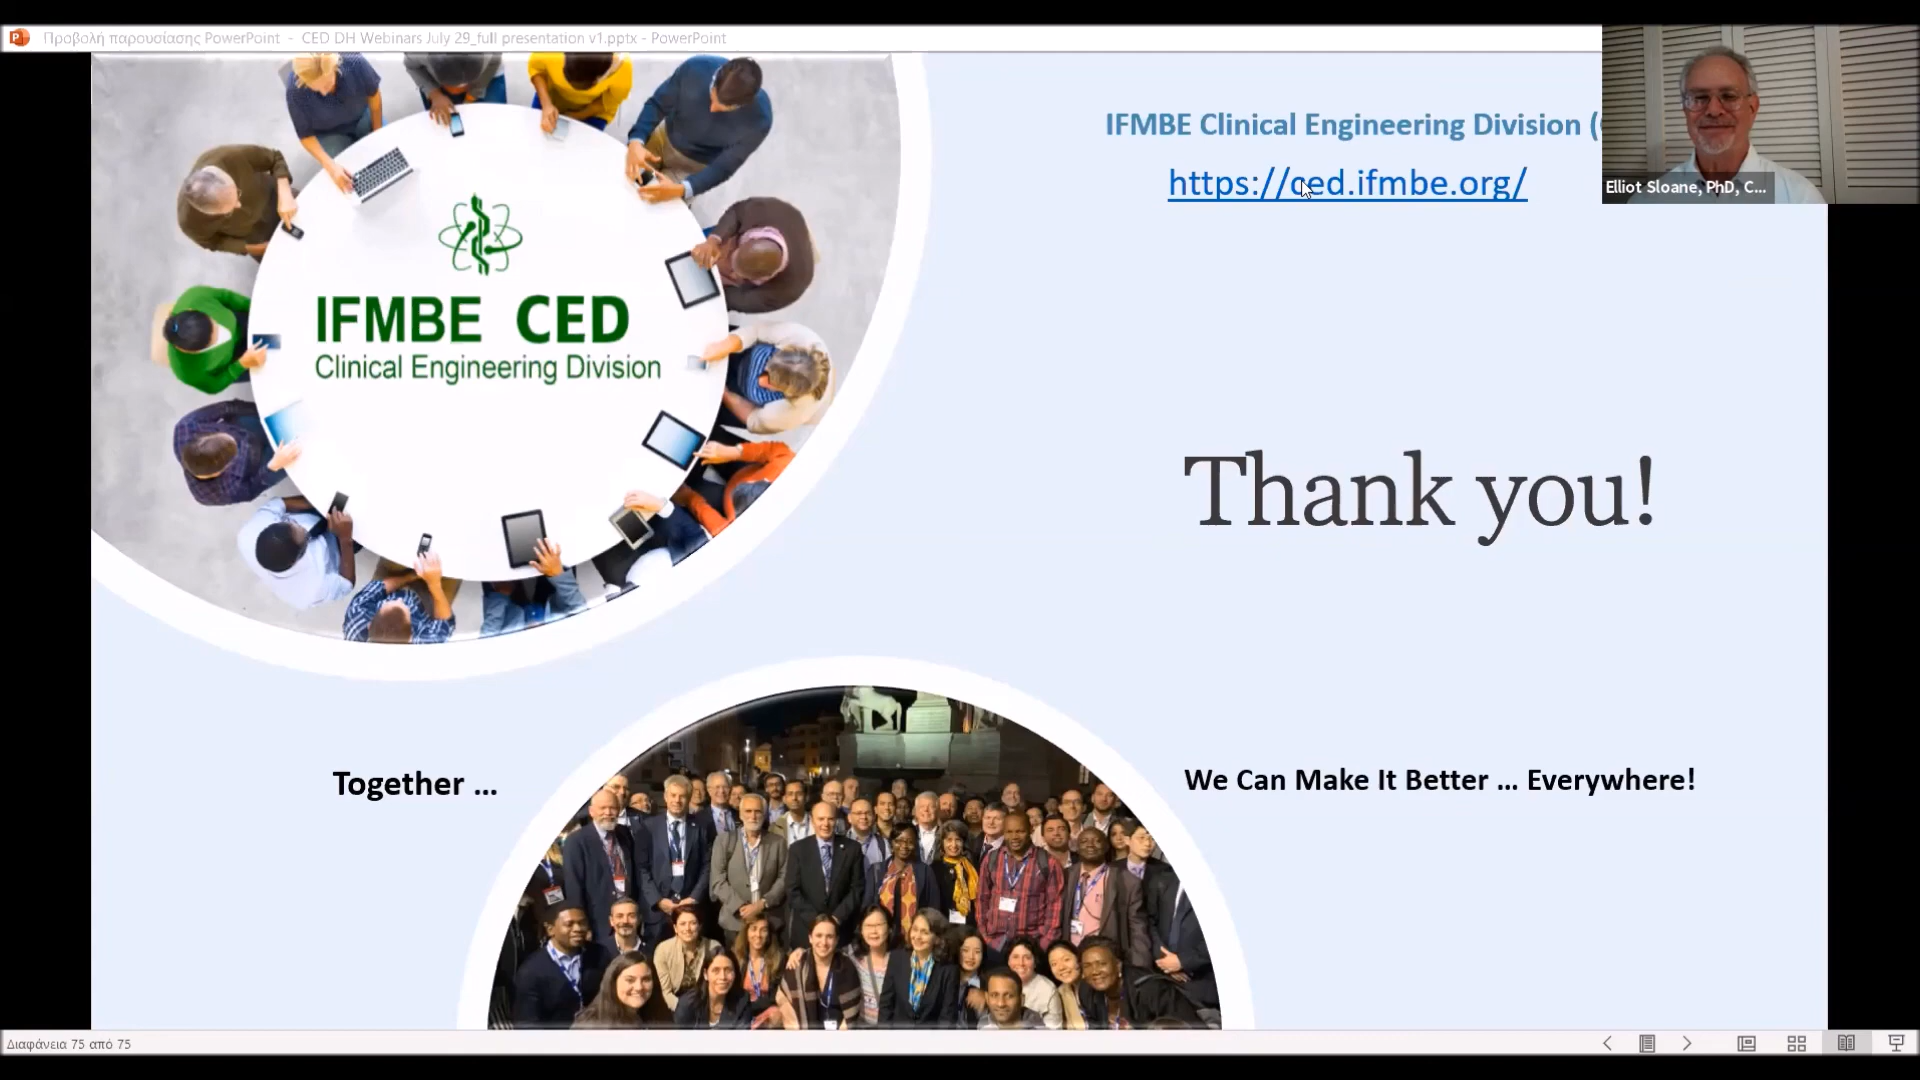 Προβολή παρουσίασης PowerPoint - CED DH Webinars July 29_full presentation v1.pptx - PowerPoint
IFMBE Clinical Engineering Division (
https://ced.ifmbe.org/
Elliot Sloane, PhD, C...
IFMBE CED
Clinical Engineering Division
Thank you!
Together ...
We Can Make It Better ... Everywhere!
Διαφάνεια 75 από 75